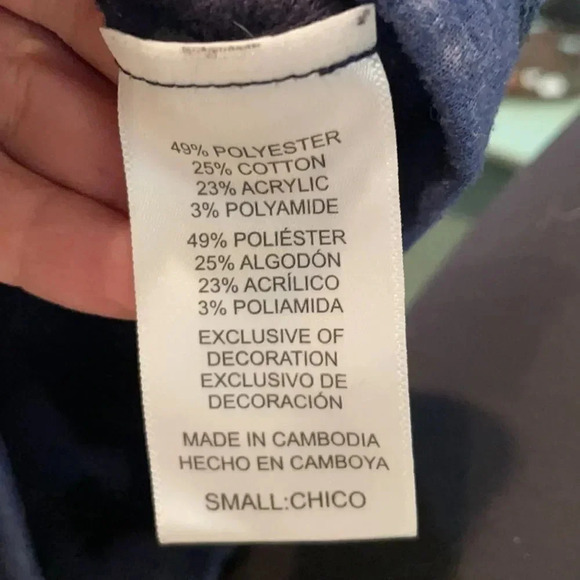 49% POLYESTER
25% COTTON
23% ACRYLIC
3% POLYAMIDE
49% POLIÉSTER
25% ALGODÓN
23% ACRÍLICO
3% POLIAMIDA
EXCLUSIVE OF
DECORATION
EXCLUSIVO DE
DECORACIÓN
MADE IN CAMBODIA
HECHO EN CAMBOYA
SMALL:CHICO